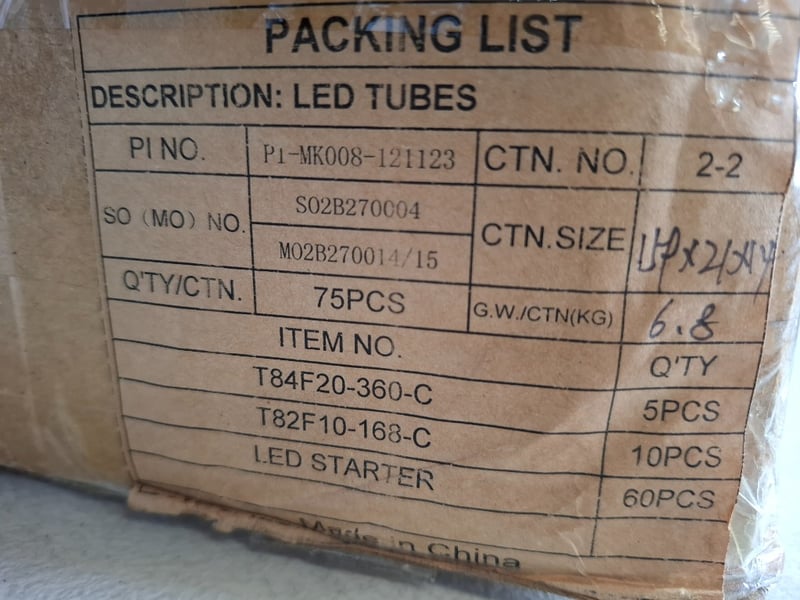 PACKING LIST
DESCRIPTION: LED TUBES
PI NO. P1-MK008-121123 CTN. NO. 2-2
SO (MO) NO. SO2B270004 CTN.SIZE
MO2B270014/15
Q'TY/CTN. 75PCS G.W./CTN(KG) 6.8
ITEM NO. Q'TY
T84F20-360-C 5PCS
T82F10-168-C 10PCS
LED STARTER 60PCS
Made in China